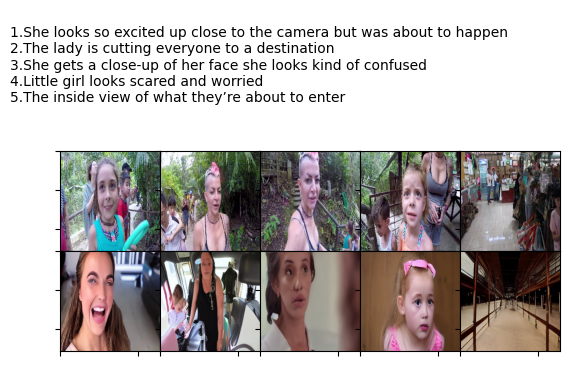 1.She looks so excited up close to the camera but was about to happen
2.The lady is cutting everyone to a destination
3.She gets a close-up of her face she looks kind of confused
4.Little girl looks scared and worried
5.The inside view of what they’re about to enter